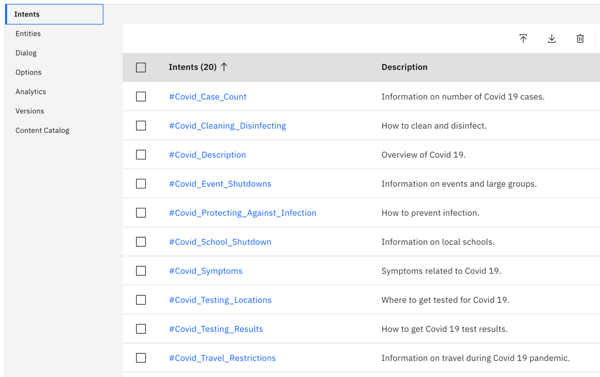 Intents
Entities
Dialog
Options
Analytics
Versions
Content Catalog
Intents (20) ↑ Description
#Covid_Case_Count Information on number of Covid 19 cases.
#Covid_Cleaning_Disinfecting How to clean and disinfect.
#Covid_Description Overview of Covid 19.
#Covid_Event_Shutdowns Information on events and large groups.
#Covid_Protecting_Against_Infection How to prevent infection.
#Covid_School_Shutdown Information on local schools.
#Covid_Symptoms Symptoms related to Covid 19.
#Covid_Testing_Locations Where to get tested for Covid 19.
#Covid_Testing_Results How to get Covid 19 test results.
#Covid_Travel_Restrictions Information on travel during Covid 19 pandemic.